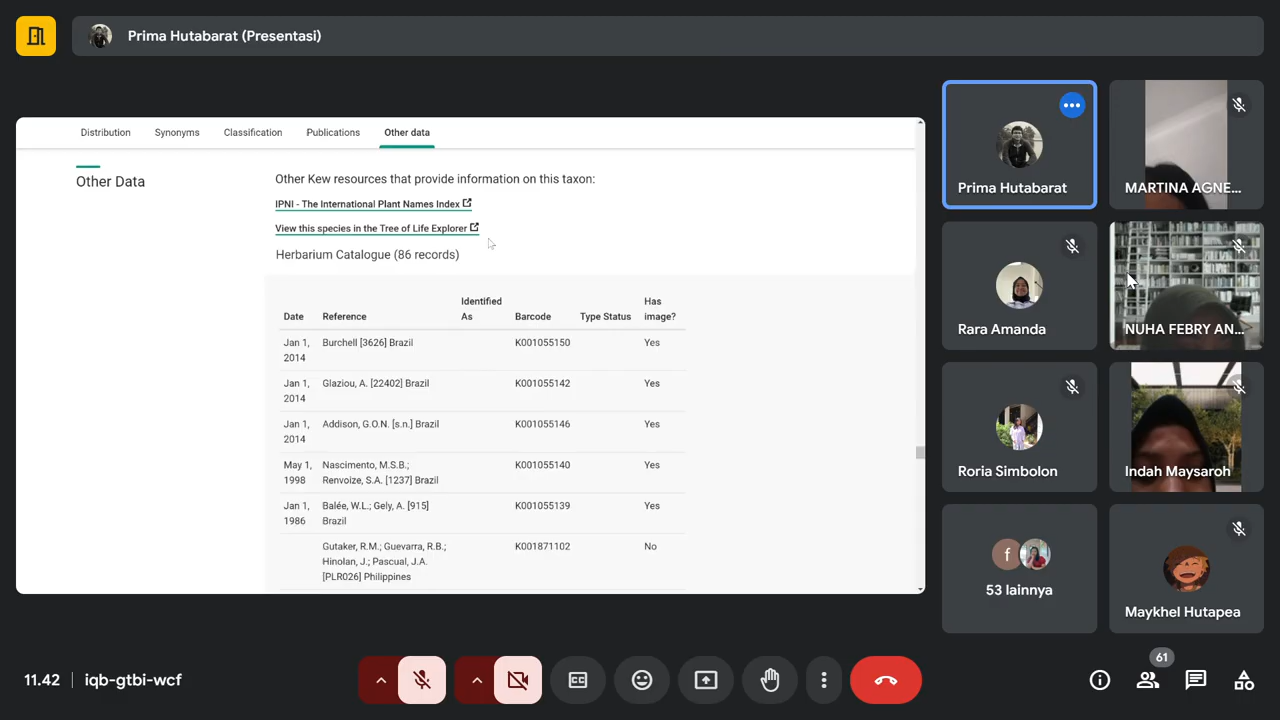 Prima Hutabarat (Presentasi)
Distribution Synonyms Classification Publications Other data
Other Data
Other Kew resources that provide information on this taxon:
IPNI - The International Plant Names Index
View this species in the Tree of Life Explorer
Herbarium Catalogue (86 records)
Date Reference Identified As Barcode Type Status Has image?
Jan 1, 2014 Burchell [3626] Brazil K001055150 Yes
Jan 1, 2014 Glaziou, A. [22402] Brazil K001055142 Yes
Jan 1, 2014 Addison, G.O.N. [s.n.] Brazil K001055146 Yes
May 1, 1998 Nascimento, M.S.B.; Renvoize, S.A. [1237] Brazil K001055140 Yes
Jan 1, 1986 Balée, W.L.; Gely, A. [915] Brazil K001055139 Yes
Gutaker, R.M.; Guevarra, R.B.; Hinolan, J.; Pascual, J.A. [PLR026] Philippines K001871102 No
Prima Hutabarat
MARTINA AGNE...
Rara Amanda
NUHA FEBRY AN...
Roria Simbolon
Indah Maysaroh
f
53 lainnya
Maykhel Hutapea
11.42 iqb-gtbi-wcf
61